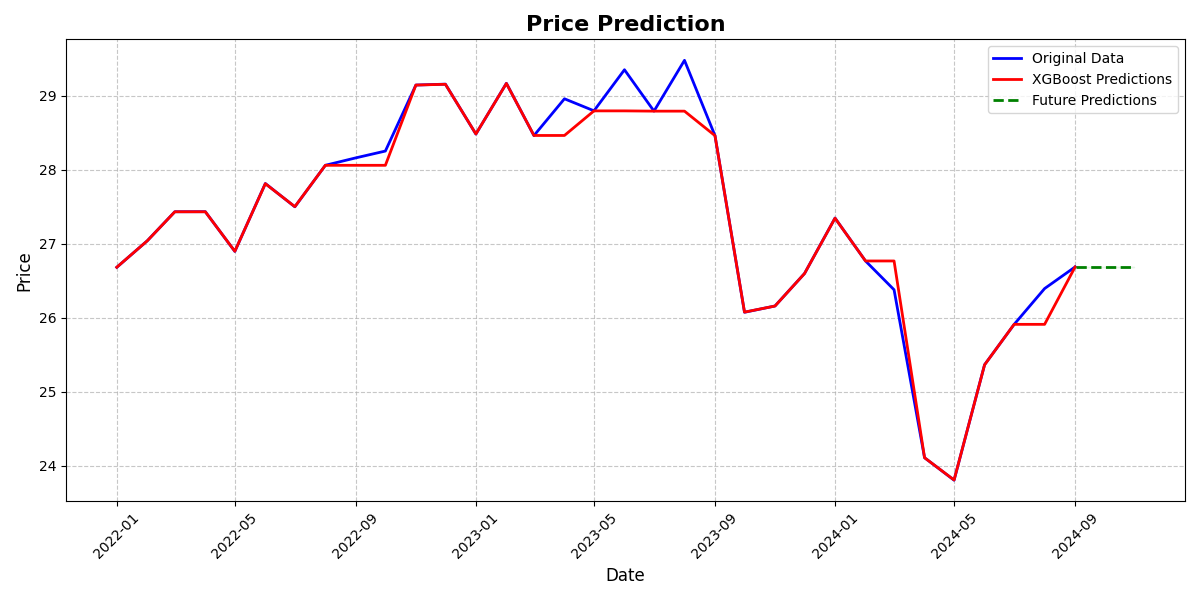 Price Prediction
Original Data
XGBoost Predictions
Future Predictions
Price
29
28
27
26
25
24
2022-01
2022-05
2022-09
2023-01
2023-05
2023-09
2024-01
2024-05
2024-09
Date